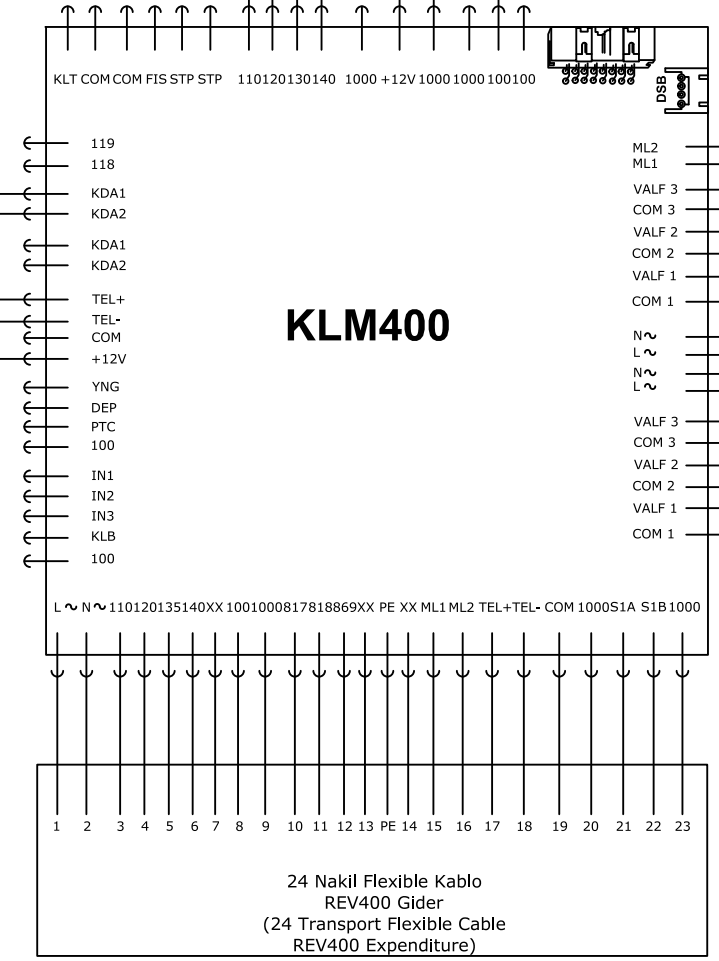 KLT COM COM FIS STP STP 110 120 130 140 1000 +12V 1000 1000 100 100
DSB
119
118
KDA1
KDA2
KDA1
KDA2
TEL+
TEL-
COM
+12V
YNG
DEP
PTC
100
IN1
IN2
IN3
KLB
100
KLM400
ML2
ML1
VALF 3
COM 3
VALF 2
COM 2
VALF 1
COM 1
N~
L~
N~
L~
VALF 3
COM 3
VALF 2
COM 2
VALF 1
COM 1
L ~ N ~ 110 120 135 140 XX 100 1000 817 818 869 XX PE XX ML1 ML2 TEL+ TEL- COM 1000 S1A S1B 1000
1 2 3 4 5 6 7 8 9 10 11 12 13 PE 14 15 16 17 18 19 20 21 22 23
24 Nakil Flexible Kablo
REV400 Gider
(24 Transport Flexible Cable
REV400 Expenditure)